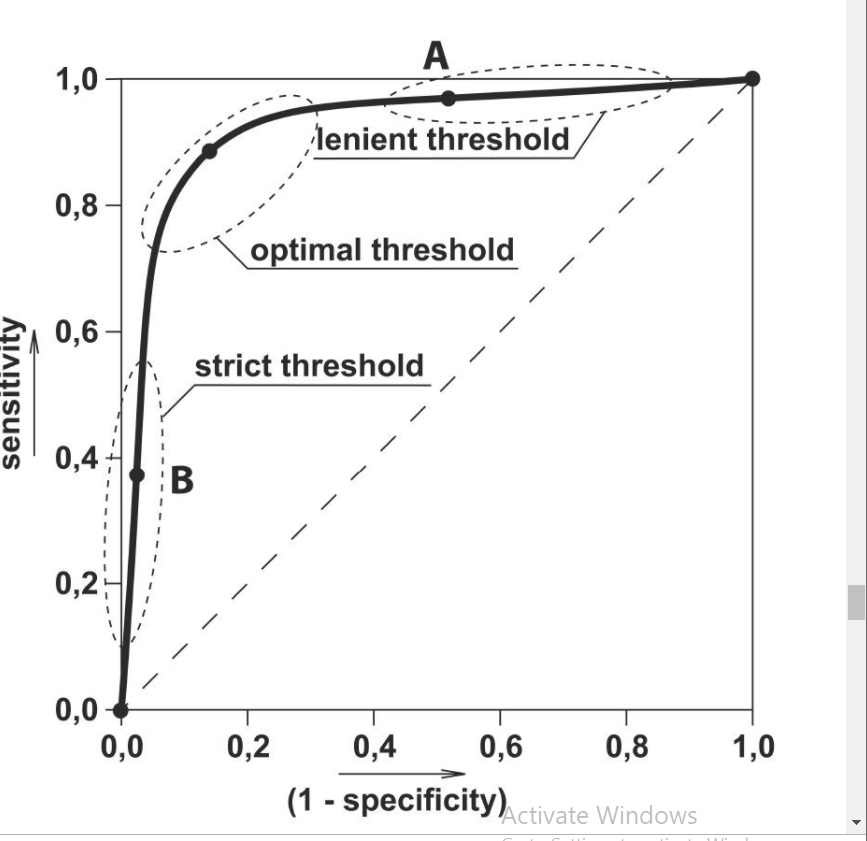 A
1,0
lenient threshold
0,8
optimal threshold
0,6
sensitivity
strict threshold
0,4
B
0,2
0,0
0,0 0,2 0,4 0,6 0,8 1,0
(1 - specificity)
Activate Windows